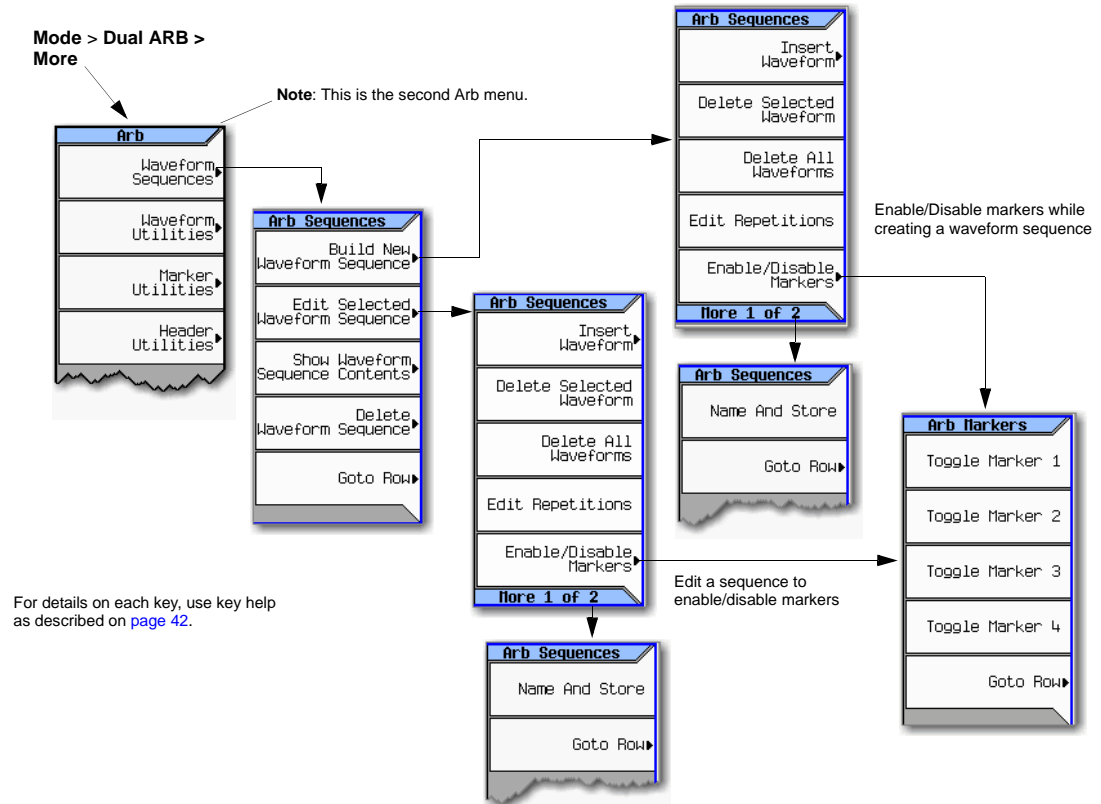 Mode > Dual ARB >
More
Note: This is the second Arb menu.
Arb
Waveform
Sequences
Waveform
Utilities
Marker
Utilities
Header
Utilities
Arb Sequences
Build New
Waveform Sequence
Edit Selected
Waveform Sequence
Show Waveform
Sequence Contents
Delete
Waveform Sequence
Goto Row
Arb Sequences
Insert
Waveform
Delete Selected
Waveform
Delete All
Waveforms
Edit Repetitions
Enable/Disable
Markers
More 1 of 2
Arb Sequences
Name And Store
Goto Row
Arb Sequences
Insert
Waveform
Delete Selected
Waveform
Delete All
Waveforms
Edit Repetitions
Enable/Disable
Markers
More 1 of 2
Arb Sequences
Name And Store
Goto Row
Enable/Disable markers while
creating a waveform sequence
Edit a sequence to
enable/disable markers
Arb Markers
Toggle Marker 1
Toggle Marker 2
Toggle Marker 3
Toggle Marker 4
Goto Row
For details on each key, use key help
as described on page 42.